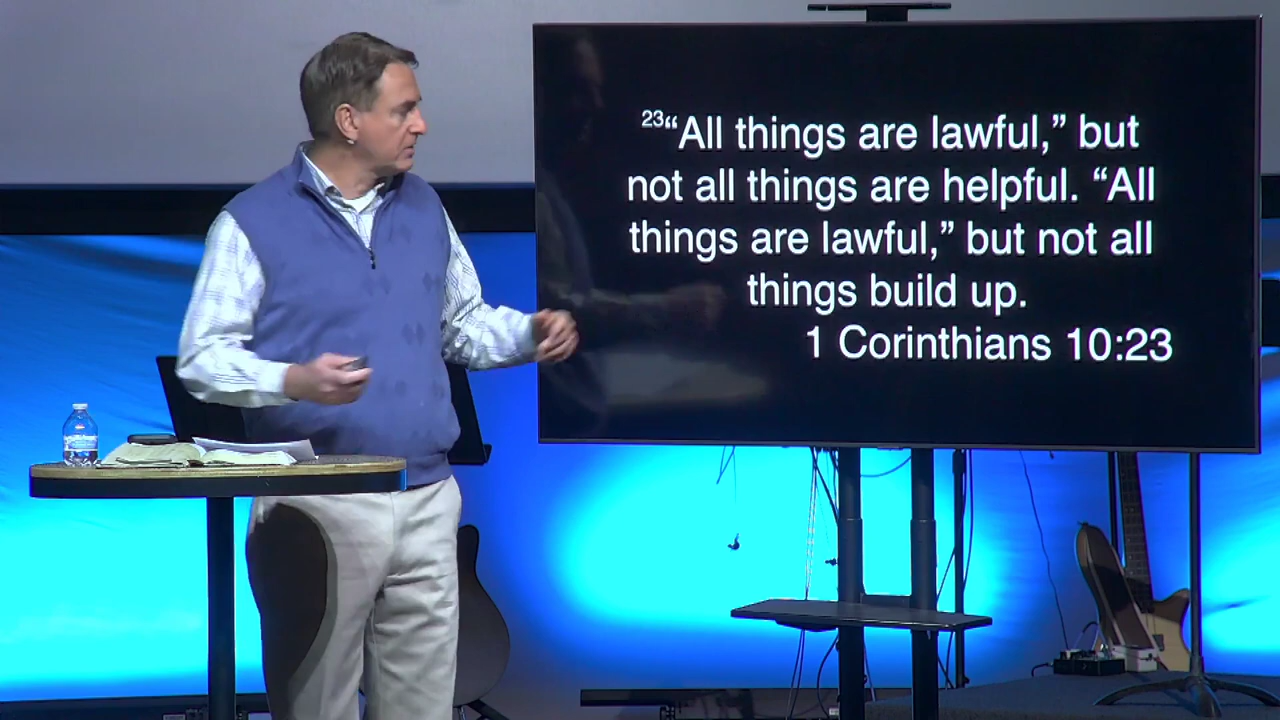 23“All things are lawful,” but
not all things are helpful. “All
things are lawful,” but not all
things build up.
1 Corinthians 10:23